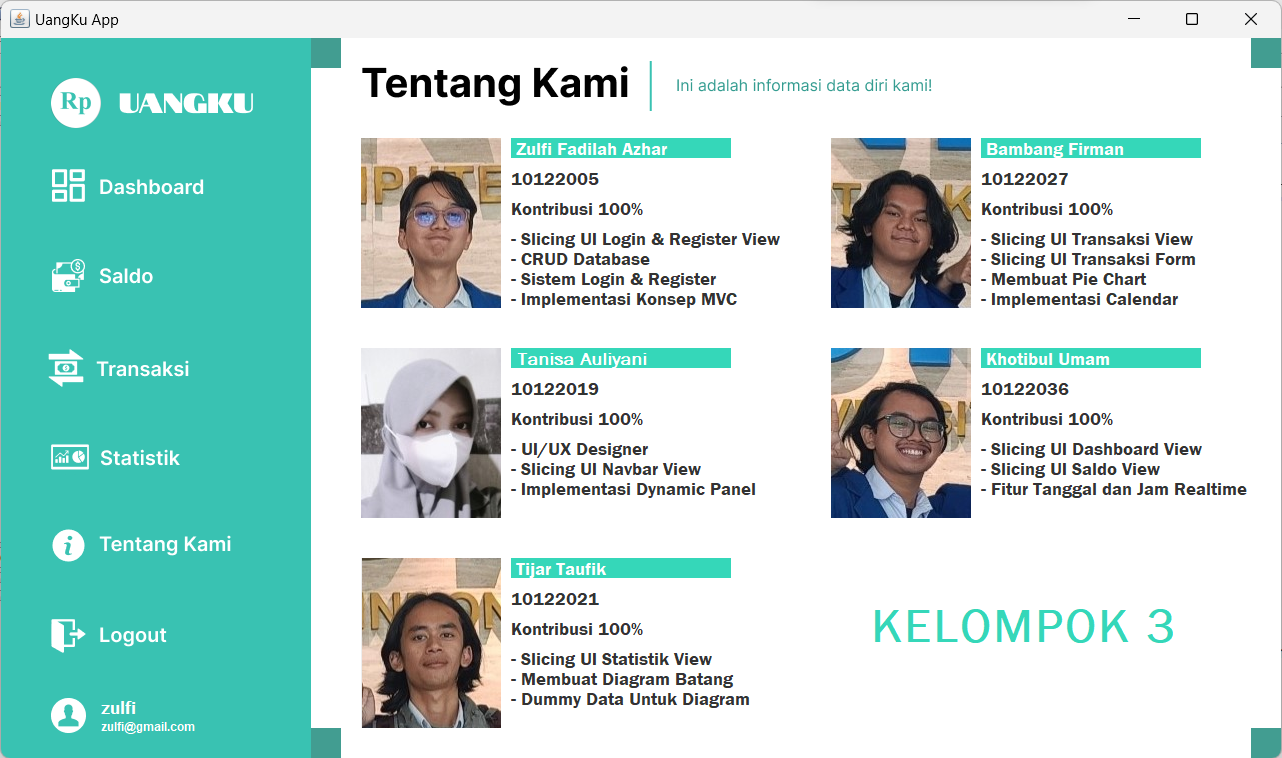 UangKu App
Rp UANGKU
Dashboard
Saldo
Transaksi
Statistik
Tentang Kami
Logout
zulfi
zulfi@gmail.com
Tentang Kami
Ini adalah informasi data diri kami!
Zulfi Fadilah Azhar
10122005
Kontribusi 100%
- Slicing UI Login & Register View
- CRUD Database
- Sistem Login & Register
- Implementasi Konsep MVC
Bambang Firman
10122027
Kontribusi 100%
- Slicing UI Transaksi View
- Slicing UI Transaksi Form
- Membuat Pie Chart
- Implementasi Calendar
Tanisa Auliyani
10122019
Kontribusi 100%
- UI/UX Designer
- Slicing UI Navbar View
- Implementasi Dynamic Panel
Khotibul Umam
10122036
Kontribusi 100%
- Slicing UI Dashboard View
- Slicing UI Saldo View
- Fitur Tanggal dan Jam Realtime
Tijar Taufik
10122021
Kontribusi 100%
- Slicing UI Statistik View
- Membuat Diagram Batang
- Dummy Data Untuk Diagram
KELOMPOK 3